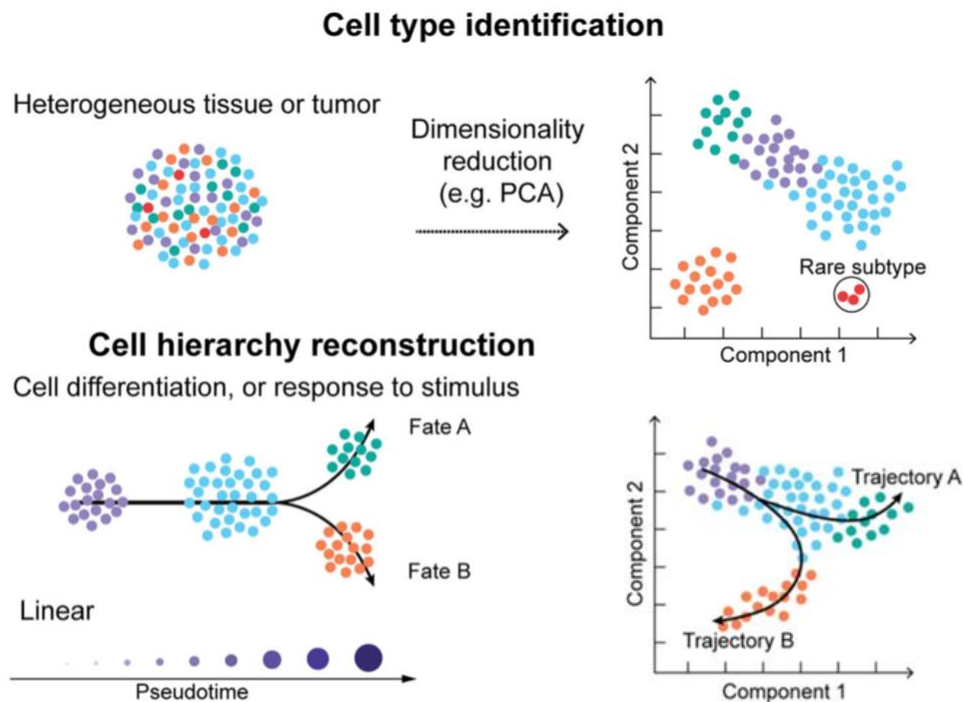 Cell type identification
Heterogeneous tissue or tumor
Dimensionality
reduction
(e.g. PCA)
Component 2
Rare subtype
Component 1
Cell hierarchy reconstruction
Cell differentiation, or response to stimulus
Fate A
Fate B
Linear
Pseudotime
Component 2
Trajectory A
Trajectory B
Component 1